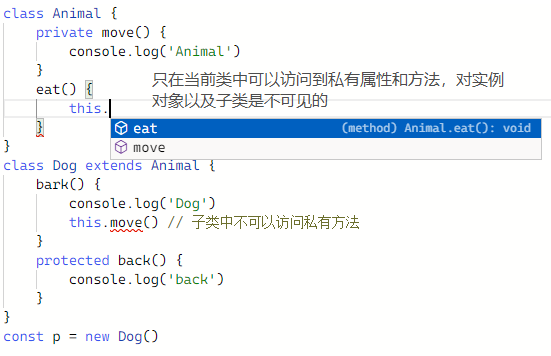 class Animal {
    private move() {
        console.log('Animal')
    }
    eat() {
        this.
    }
}
只在当前类中可以访问到私有属性和方法，对实例
对象以及子类是不可见的
eat (method) Animal.eat(): void
move
class Dog extends Animal {
    bark() {
        console.log('Dog')
        this.move() // 子类中不可以访问私有方法
    }
    protected back() {
        console.log('back')
    }
}
const p = new Dog()